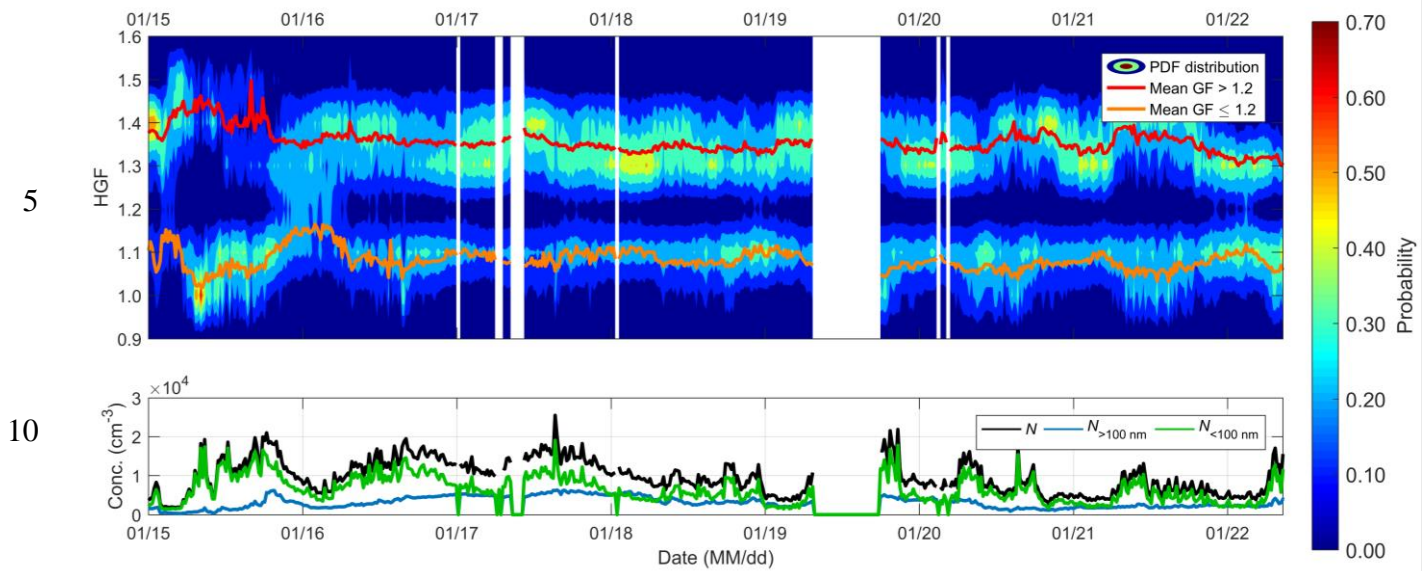 01/15 01/16 01/17 01/18 01/19 01/20 01/21 01/22
0.70
1.6
PDF distribution
Mean GF > 1.2
Mean GF ≤ 1.2
1.5
0.60
1.4
0.50
1.3
5
HGF
1.2
0.40
1.1
1.0
0.30
0.9
Probability
×10⁴
3
0.20
10
Conc. (cm⁻³)
N N>100 nm N<100 nm
2
1
0.10
0
01/15 01/16 01/17 01/18 01/19 01/20 01/21 01/22
0.00
Date (MM/dd)